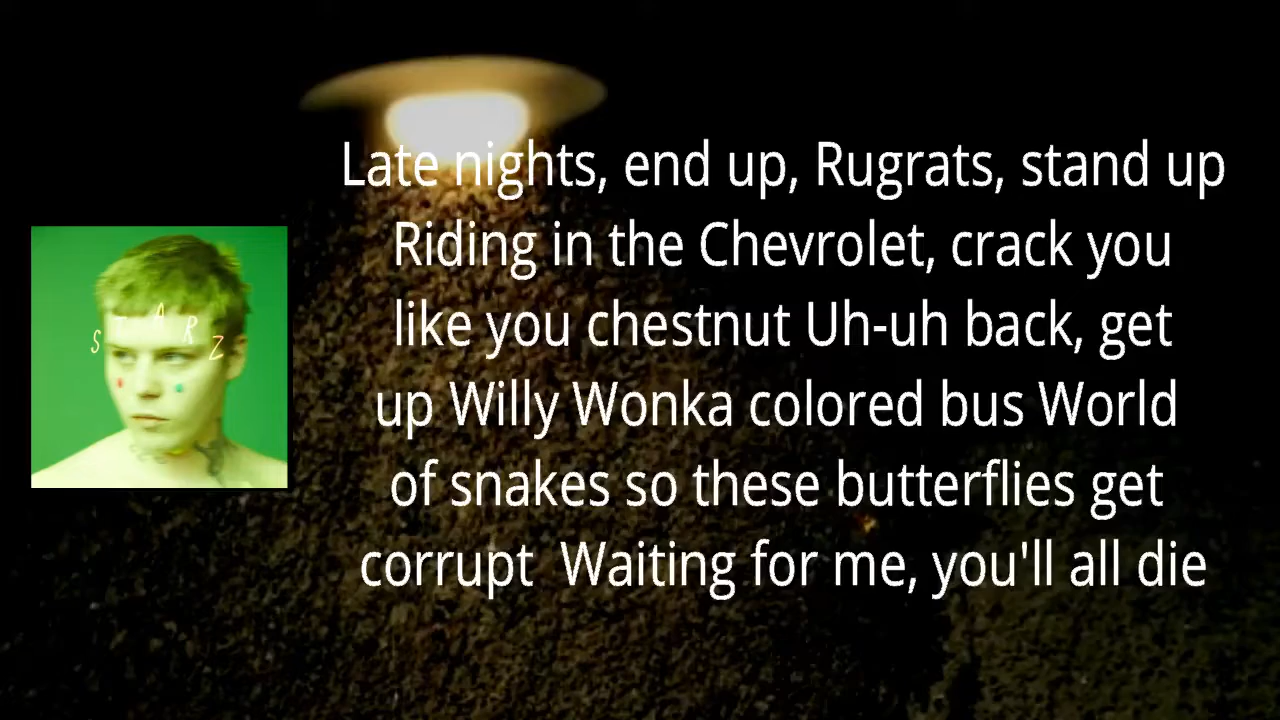 STARZ
Late nights, end up, Rugrats, stand up
Riding in the Chevrolet, crack you
like you chestnut Uh-uh back, get
up Willy Wonka colored bus World
of snakes so these butterflies get
corrupt  Waiting for me, you'll all die